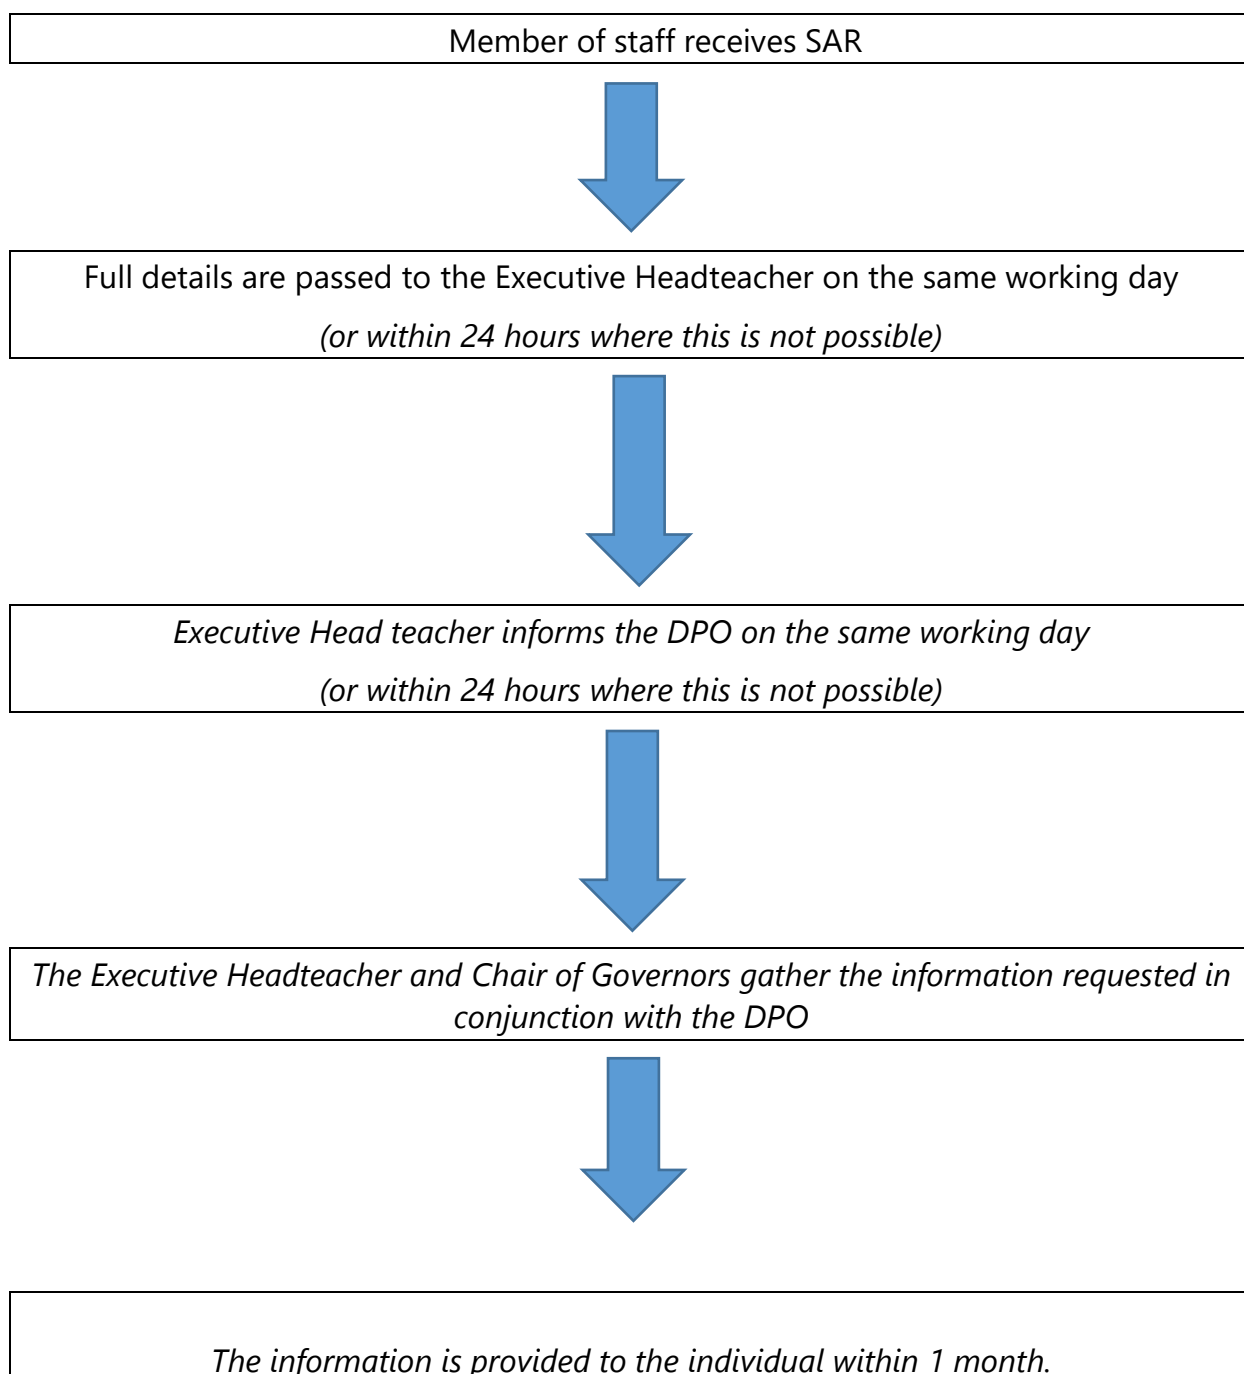 Member of staff receives SAR
Full details are passed to the Executive Headteacher on the same working day
(or within 24 hours where this is not possible)
Executive Head teacher informs the DPO on the same working day
(or within 24 hours where this is not possible)
The Executive Headteacher and Chair of Governors gather the information requested in
conjunction with the DPO
The information is provided to the individual within 1 month.